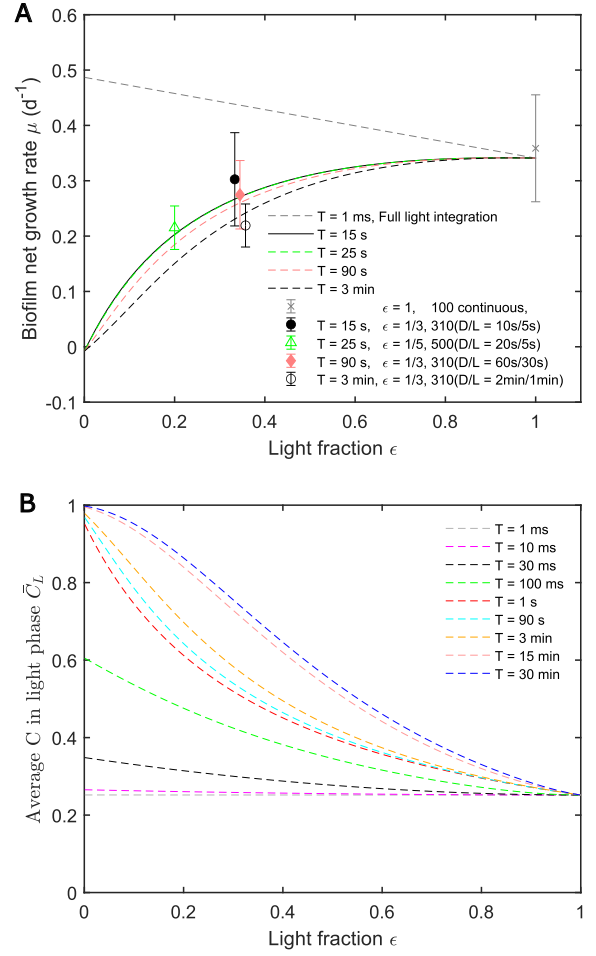 A
0.6
0.5
0.4
0.3
0.2
0.1
0
-0.1
Biofilm net growth rate μ (d⁻¹)
T = 1 ms, Full light integration
T = 15 s
T = 25 s
T = 90 s
T = 3 min
ϵ = 1, 100 continuous,
T = 15 s, ϵ = 1/3, 310(D/L = 10s/5s)
T = 25 s, ϵ = 1/5, 500(D/L = 20s/5s)
T = 90 s, ϵ = 1/3, 310(D/L = 60s/30s)
T = 3 min, ϵ = 1/3, 310(D/L = 2min/1min)
0 0.2 0.4 0.6 0.8 1
Light fraction ϵ
B
1
0.8
0.6
0.4
0.2
0
Average C in light phase C̄_L
T = 1 ms
T = 10 ms
T = 30 ms
T = 100 ms
T = 1 s
T = 90 s
T = 3 min
T = 15 min
T = 30 min
0 0.2 0.4 0.6 0.8 1
Light fraction ϵ